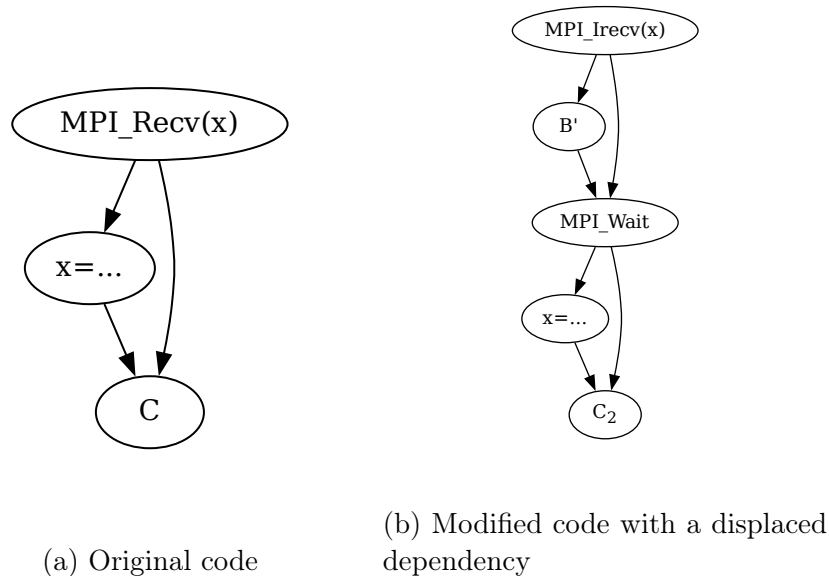 MPI_Recv(x)
x=...
C
(a) Original code
MPI_Irecv(x)
B'
MPI_Wait
x=...
C₂
(b) Modified code with a displaced
dependency